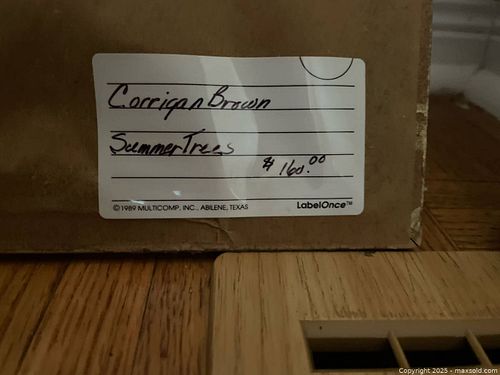 Corrigan Brown
Summer Trees
$ 160.00
©1989 MULTICOMP, INC., ABILENE, TEXAS
LabelOnce™
Copyright 2025 - maxsold.com